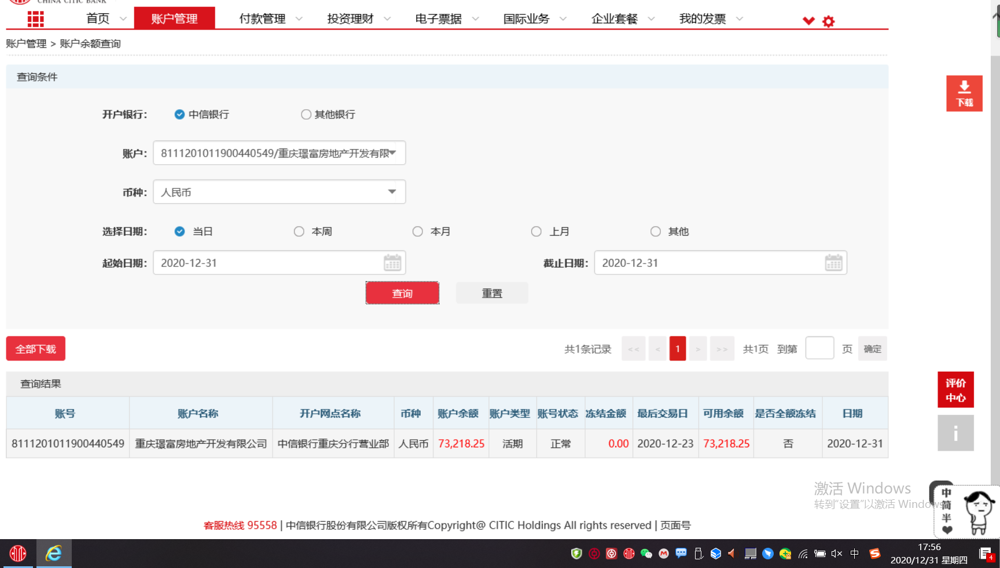 CHINA CITIC BANK
首页 账户管理 付款管理 投资理财 电子票据 国际业务 企业套餐 我的发票
账户管理 > 账户余额查询
查询条件
下载
开户银行： 中信银行 其他银行
账户： 8111201011900440549/重庆璟富房地产开发有限
币种： 人民币
选择日期： 当日 本周 本月 上月 其他
起始日期： 2020-12-31 截止日期： 2020-12-31
查询 重置
全部下载 共1条记录 << < 1 > >> 共1页 到第 页 确定
查询结果
评价
中心
账号 账户名称 开户网点名称 币种 账户余额 账户类型 账号状态 冻结金额 最后交易日 可用余额 是否全额冻结 日期
8111201011900440549 重庆璟富房地产开发有限公司 中信银行重庆分行营业部 人民币 73,218.25 活期 正常 0.00 2020-12-23 73,218.25 否 2020-12-31
i
激活 Windows
转到“设置”以激活 Windows
中
简
半
客服热线 95558 | 中信银行股份有限公司版权所有Copyright@ CITIC Holdings All rights reserved | 页面号
中
17:56
2020/12/31 星期四
4